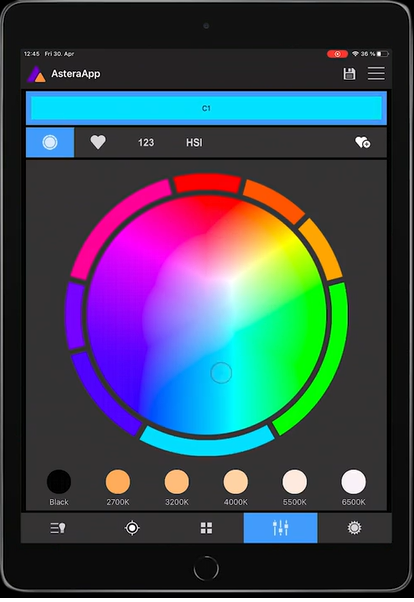 12:45 Fri 30. Apr 36 %
AsteraApp
C1
123 HSI
Black 2700K 3200K 4000K 5500K 6500K